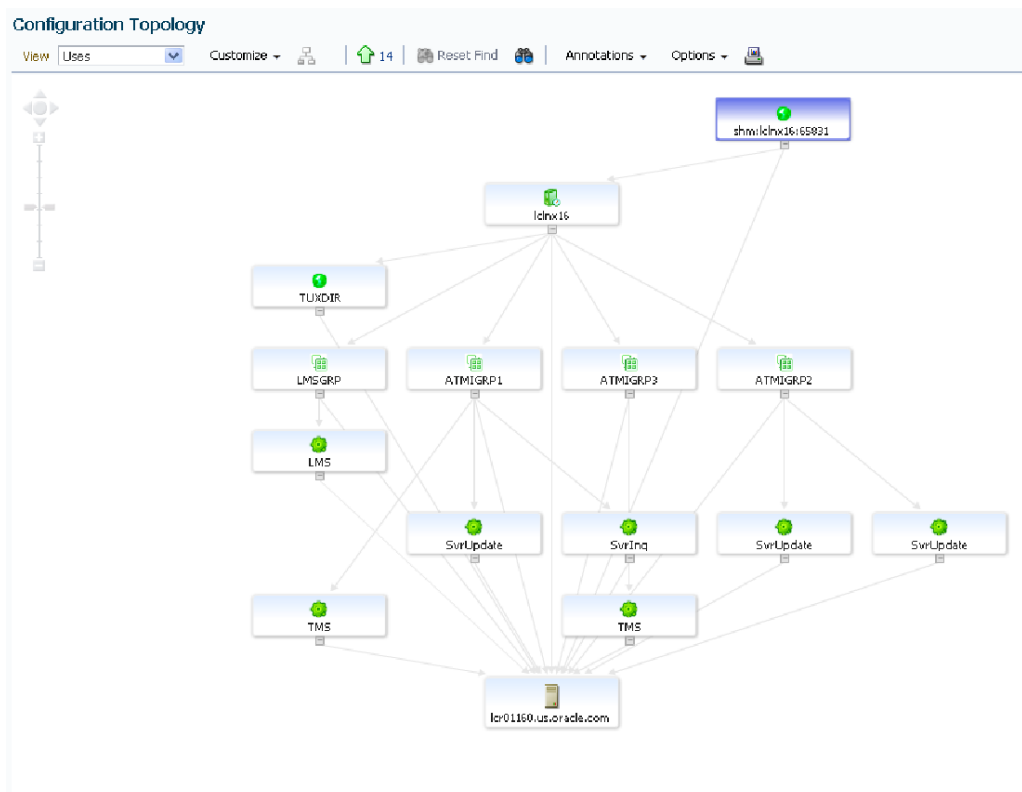 Configuration Topology
View Uses Customize 14 Reset Find Annotations Options
shm:lclnx16:65831
lclnx16
TUXDIR
LMSGRP ATMIGRP1 ATMIGRP3 ATMIGRP2
LMS
SvrUpdate SvrInq SvrUpdate SvrUpdate
TMS TMS
lcr01160.us.oracle.com